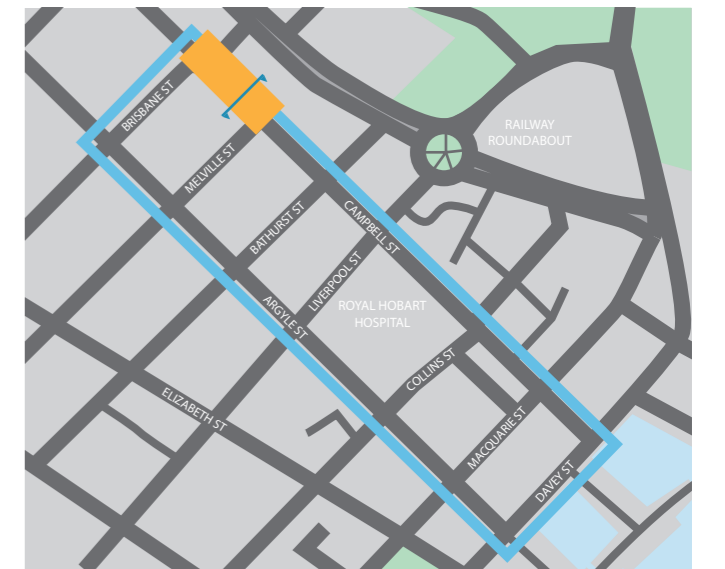 BRISBANE ST
RAILWAY
ROUNDABOUT
MELVILLE ST
BATHURST ST
CAMPBELL ST
LIVERPOOL ST
ARGYLE ST
ROYAL HOBART
HOSPITAL
COLLINS ST
ELIZABETH ST
MACQUARIE ST
DAVEY ST